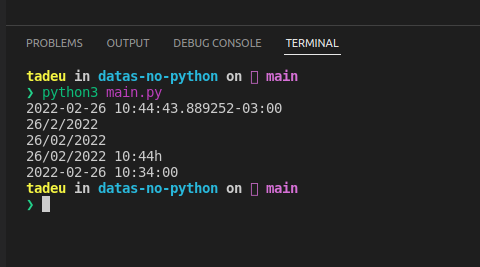 PROBLEMS OUTPUT DEBUG CONSOLE TERMINAL
tadeu in datas-no-python on main
❯ python3 main.py
2022-02-26 10:44:43.889252-03:00
26/2/2022
26/02/2022
26/02/2022 10:44h
2022-02-26 10:34:00
tadeu in datas-no-python on main
❯